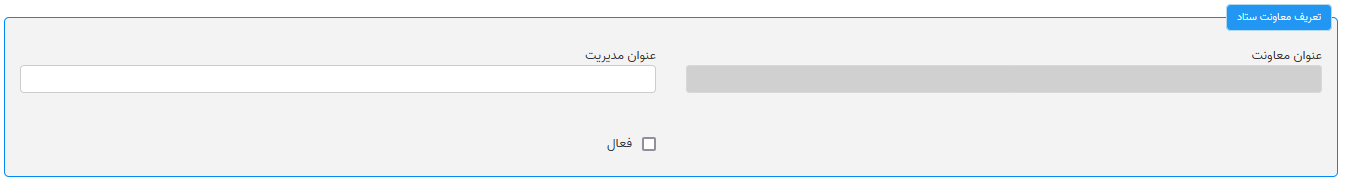 تعریف معاونت ستاد
عنوان معاونت
عنوان مدیریت
فعال